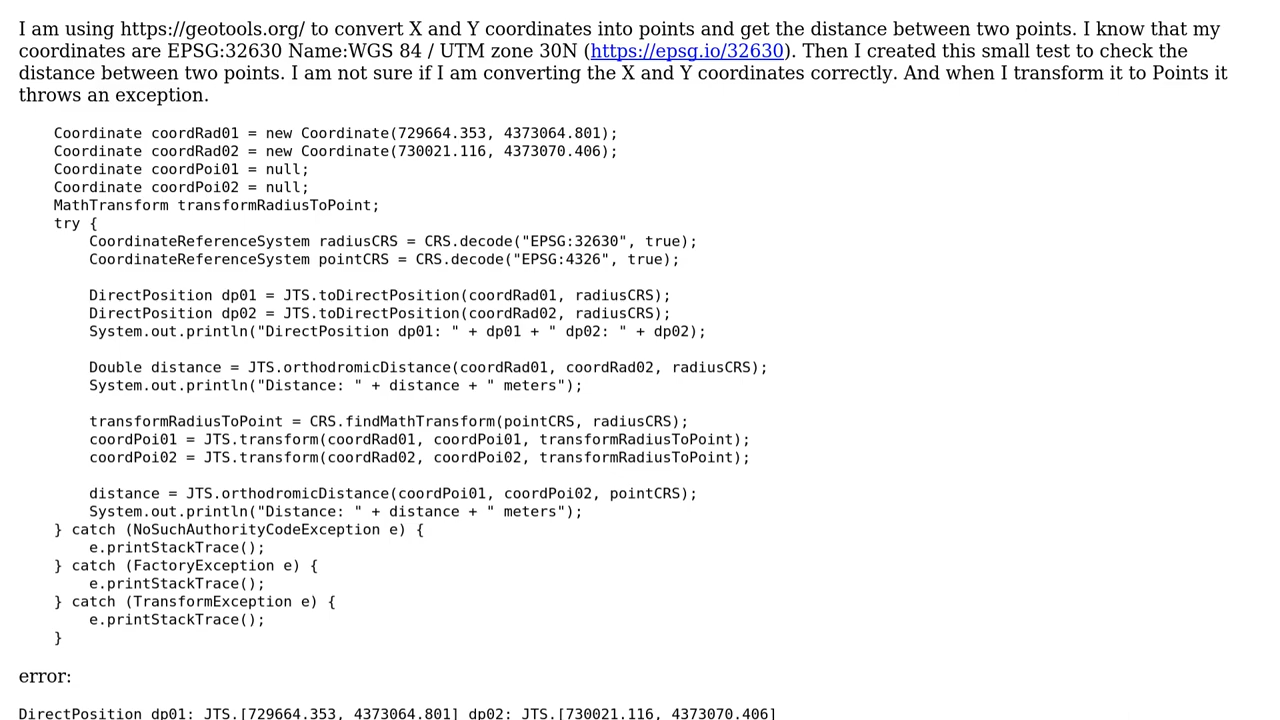 I am using https://geotools.org/ to convert X and Y coordinates into points and get the distance between two points. I know that my
coordinates are EPSG:32630 Name:WGS 84 / UTM zone 30N (https://epsg.io/32630). Then I created this small test to check the
distance between two points. I am not sure if I am converting the X and Y coordinates correctly. And when I transform it to Points it
throws an exception.
Coordinate coordRad01 = new Coordinate(729664.353, 4373064.801);
Coordinate coordRad02 = new Coordinate(730021.116, 4373070.406);
Coordinate coordPoi01 = null;
Coordinate coordPoi02 = null;
MathTransform transformRadiusToPoint;
try {
CoordinateReferenceSystem radiusCRS = CRS.decode("EPSG:32630", true);
CoordinateReferenceSystem pointCRS = CRS.decode("EPSG:4326", true);
DirectPosition dp01 = JTS.toDirectPosition(coordRad01, radiusCRS);
DirectPosition dp02 = JTS.toDirectPosition(coordRad02, radiusCRS);
System.out.println("DirectPosition dp01: " + dp01 + " dp02: " + dp02);
Double distance = JTS.orthodromicDistance(coordRad01, coordRad02, radiusCRS);
System.out.println("Distance: " + distance + " meters");
transformRadiusToPoint = CRS.findMathTransform(pointCRS, radiusCRS);
coordPoi01 = JTS.transform(coordRad01, coordPoi01, transformRadiusToPoint);
coordPoi02 = JTS.transform(coordRad02, coordPoi02, transformRadiusToPoint);
distance = JTS.orthodromicDistance(coordPoi01, coordPoi02, pointCRS);
System.out.println("Distance: " + distance + " meters");
} catch (NoSuchAuthorityCodeException e) {
e.printStackTrace();
} catch (FactoryException e) {
e.printStackTrace();
} catch (TransformException e) {
e.printStackTrace();
}
error:
DirectPosition dp01: JTS.[729664.353, 4373064.801] dp02: JTS.[730021.116, 4373070.406]